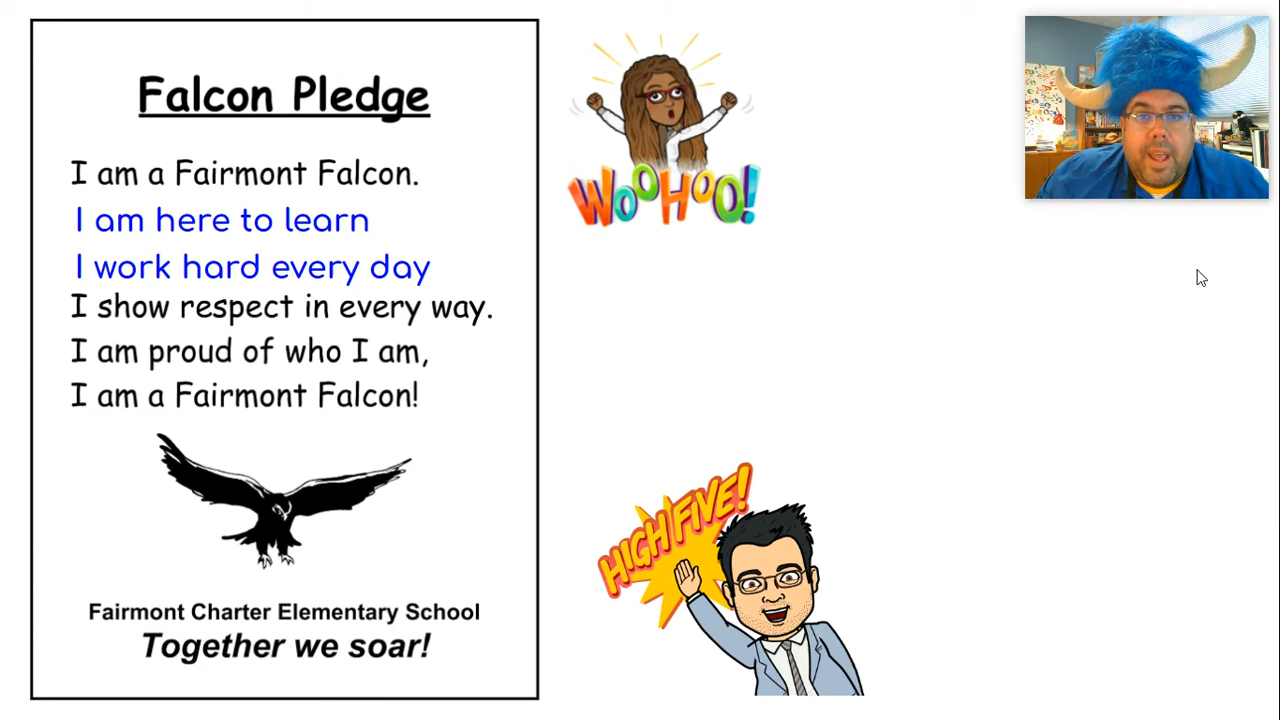 Falcon Pledge
I am a Fairmont Falcon.
I am here to learn
I work hard every day
I show respect in every way.
I am proud of who I am,
I am a Fairmont Falcon!
Fairmont Charter Elementary School
Together we soar!
WOOHOO!
HIGH FIVE!